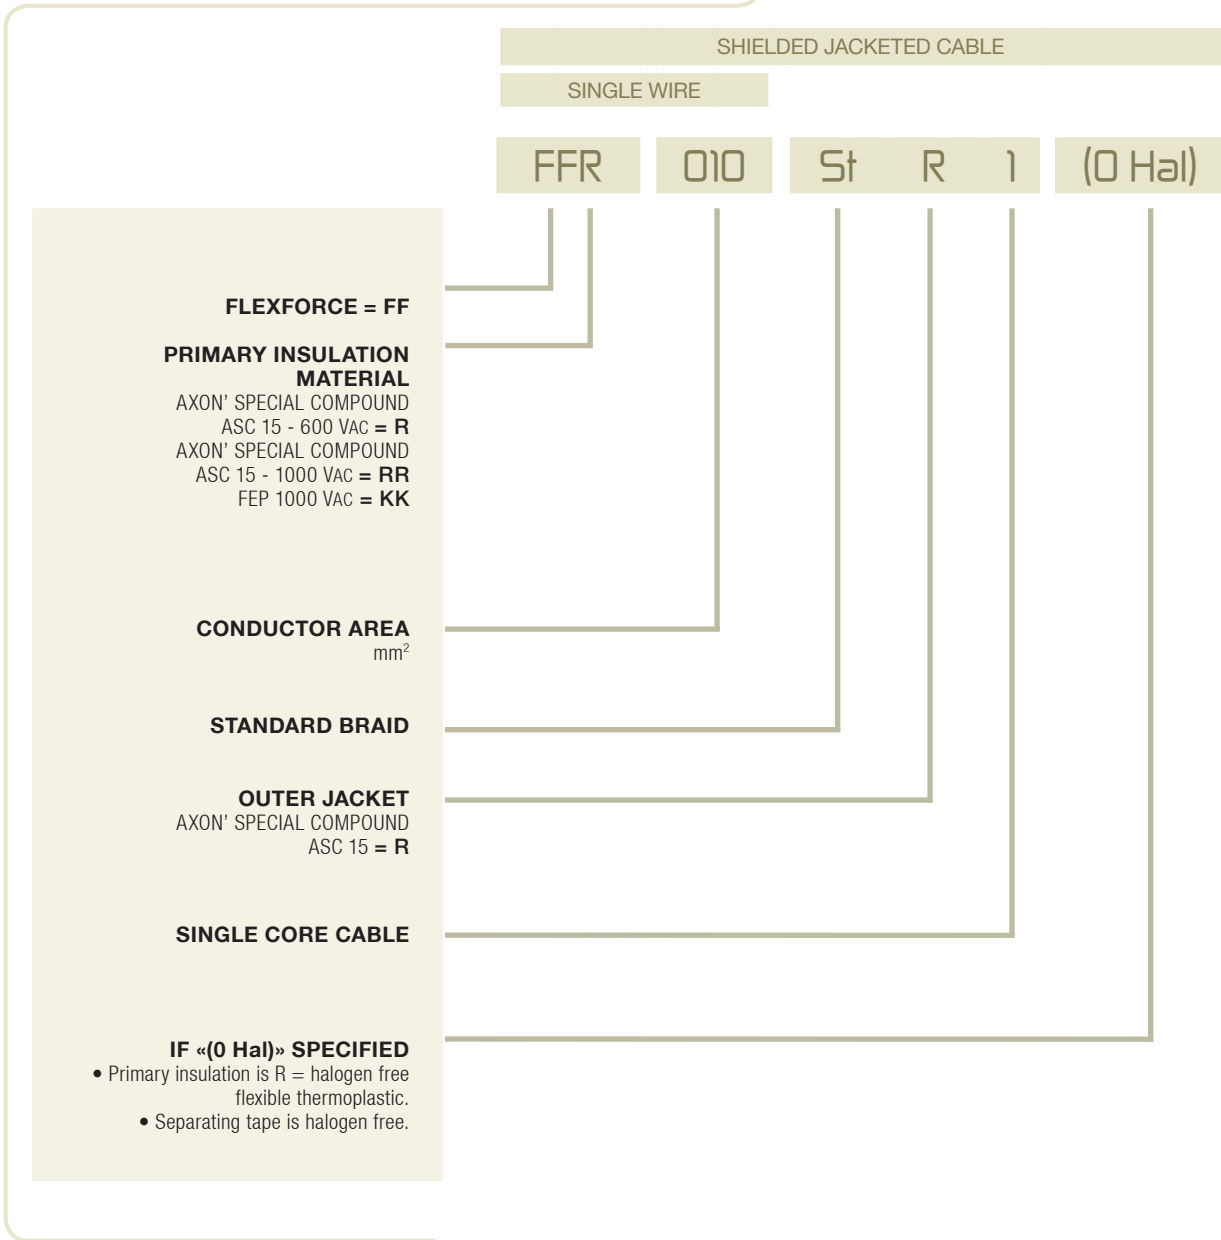 SHIELDED JACKETED CABLE
SINGLE WIRE
FFR 010 St R 1 (0 Hal)
FLEXFORCE = FF
PRIMARY INSULATION
MATERIAL
AXON’ SPECIAL COMPOUND
ASC 15 - 600 VAC = R
AXON’ SPECIAL COMPOUND
ASC 15 - 1000 VAC = RR
FEP 1000 VAC = KK
CONDUCTOR AREA
mm²
STANDARD BRAID
OUTER JACKET
AXON’ SPECIAL COMPOUND
ASC 15 = R
SINGLE CORE CABLE
IF «(0 Hal)» SPECIFIED
• Primary insulation is R = halogen free
flexible thermoplastic.
• Separating tape is halogen free.